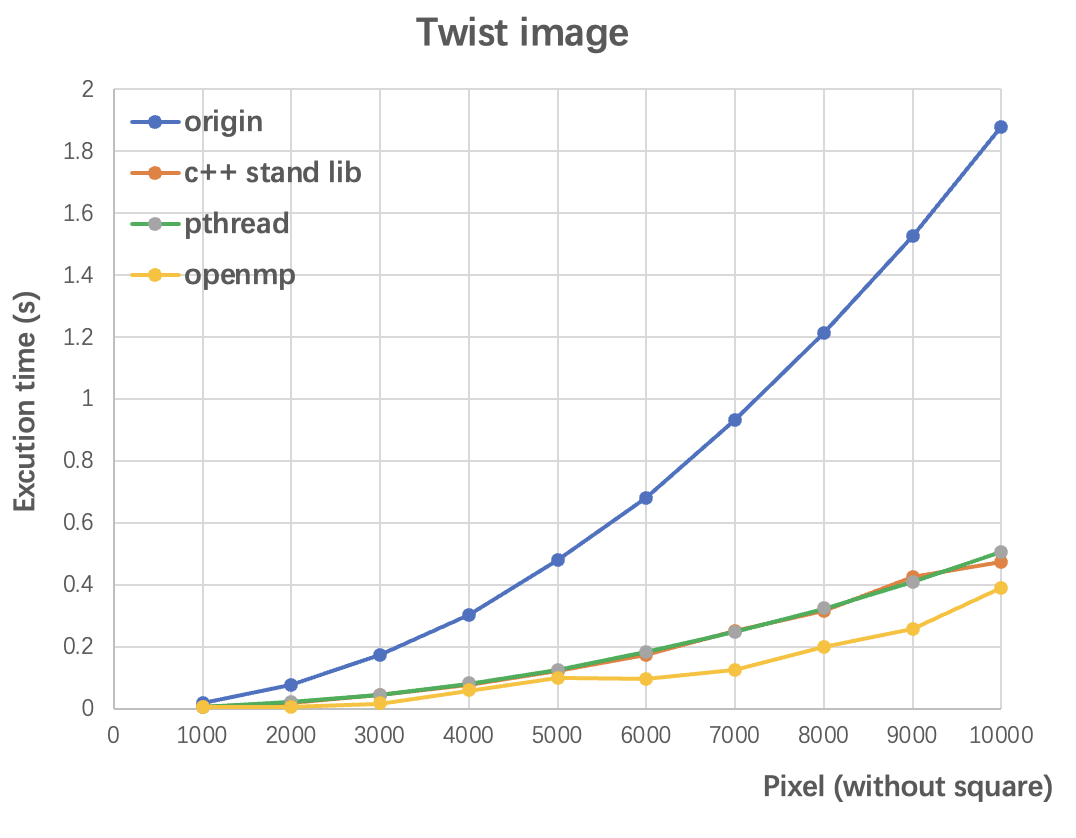 Twist image
2
1.8
1.6
1.4
1.2
1
0.8
0.6
0.4
0.2
0
origin
c++ stand lib
pthread
openmp
Excution time (s)
0 1000 2000 3000 4000 5000 6000 7000 8000 9000 10000
Pixel (without square)